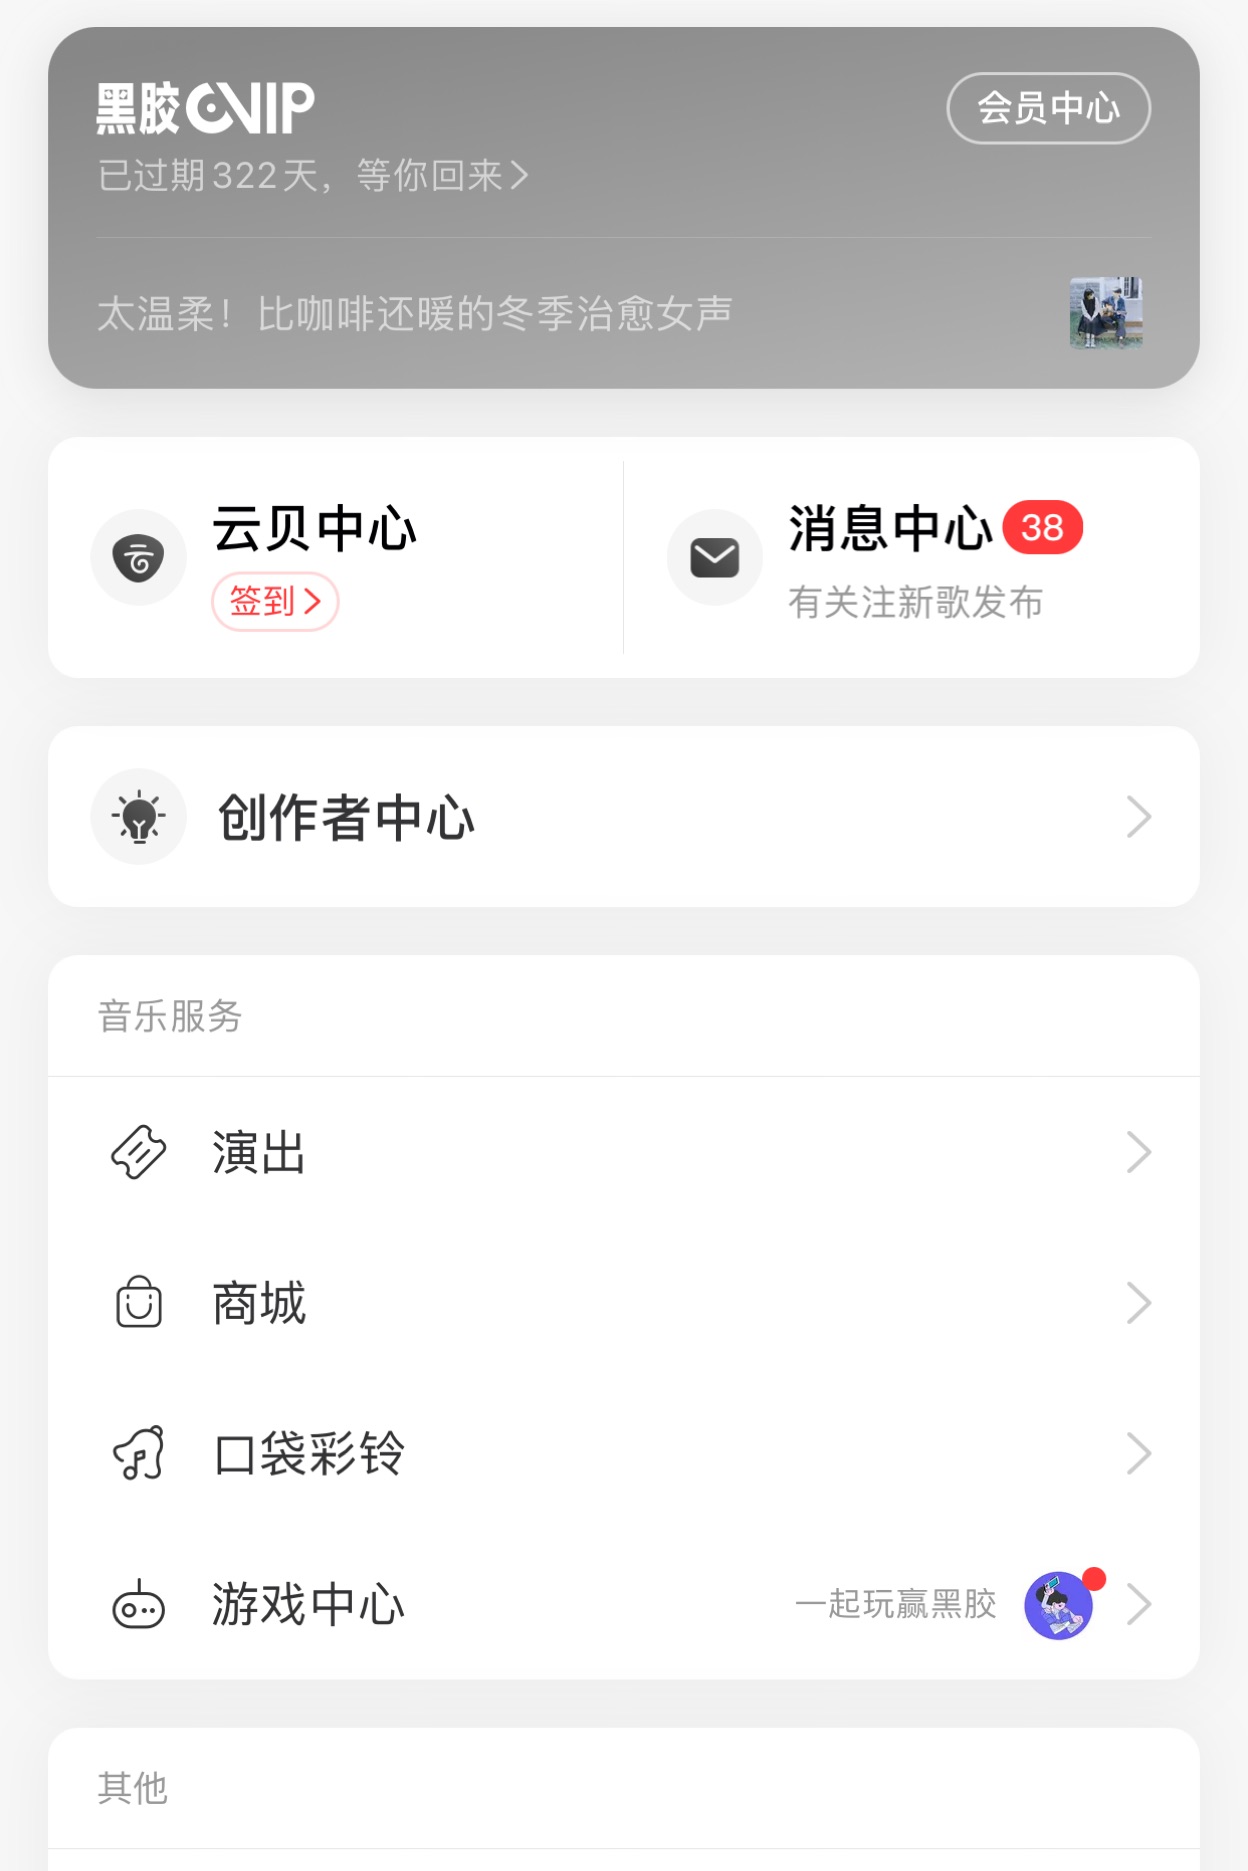 黑胶VIP
会员中心
已过期322天，等你回来
太温柔！比咖啡还暖的冬季治愈女声
云贝中心
签到
消息中心
38
有关注新歌发布
创作者中心
音乐服务
演出
商城
口袋彩铃
游戏中心
一起玩赢黑胶
其他